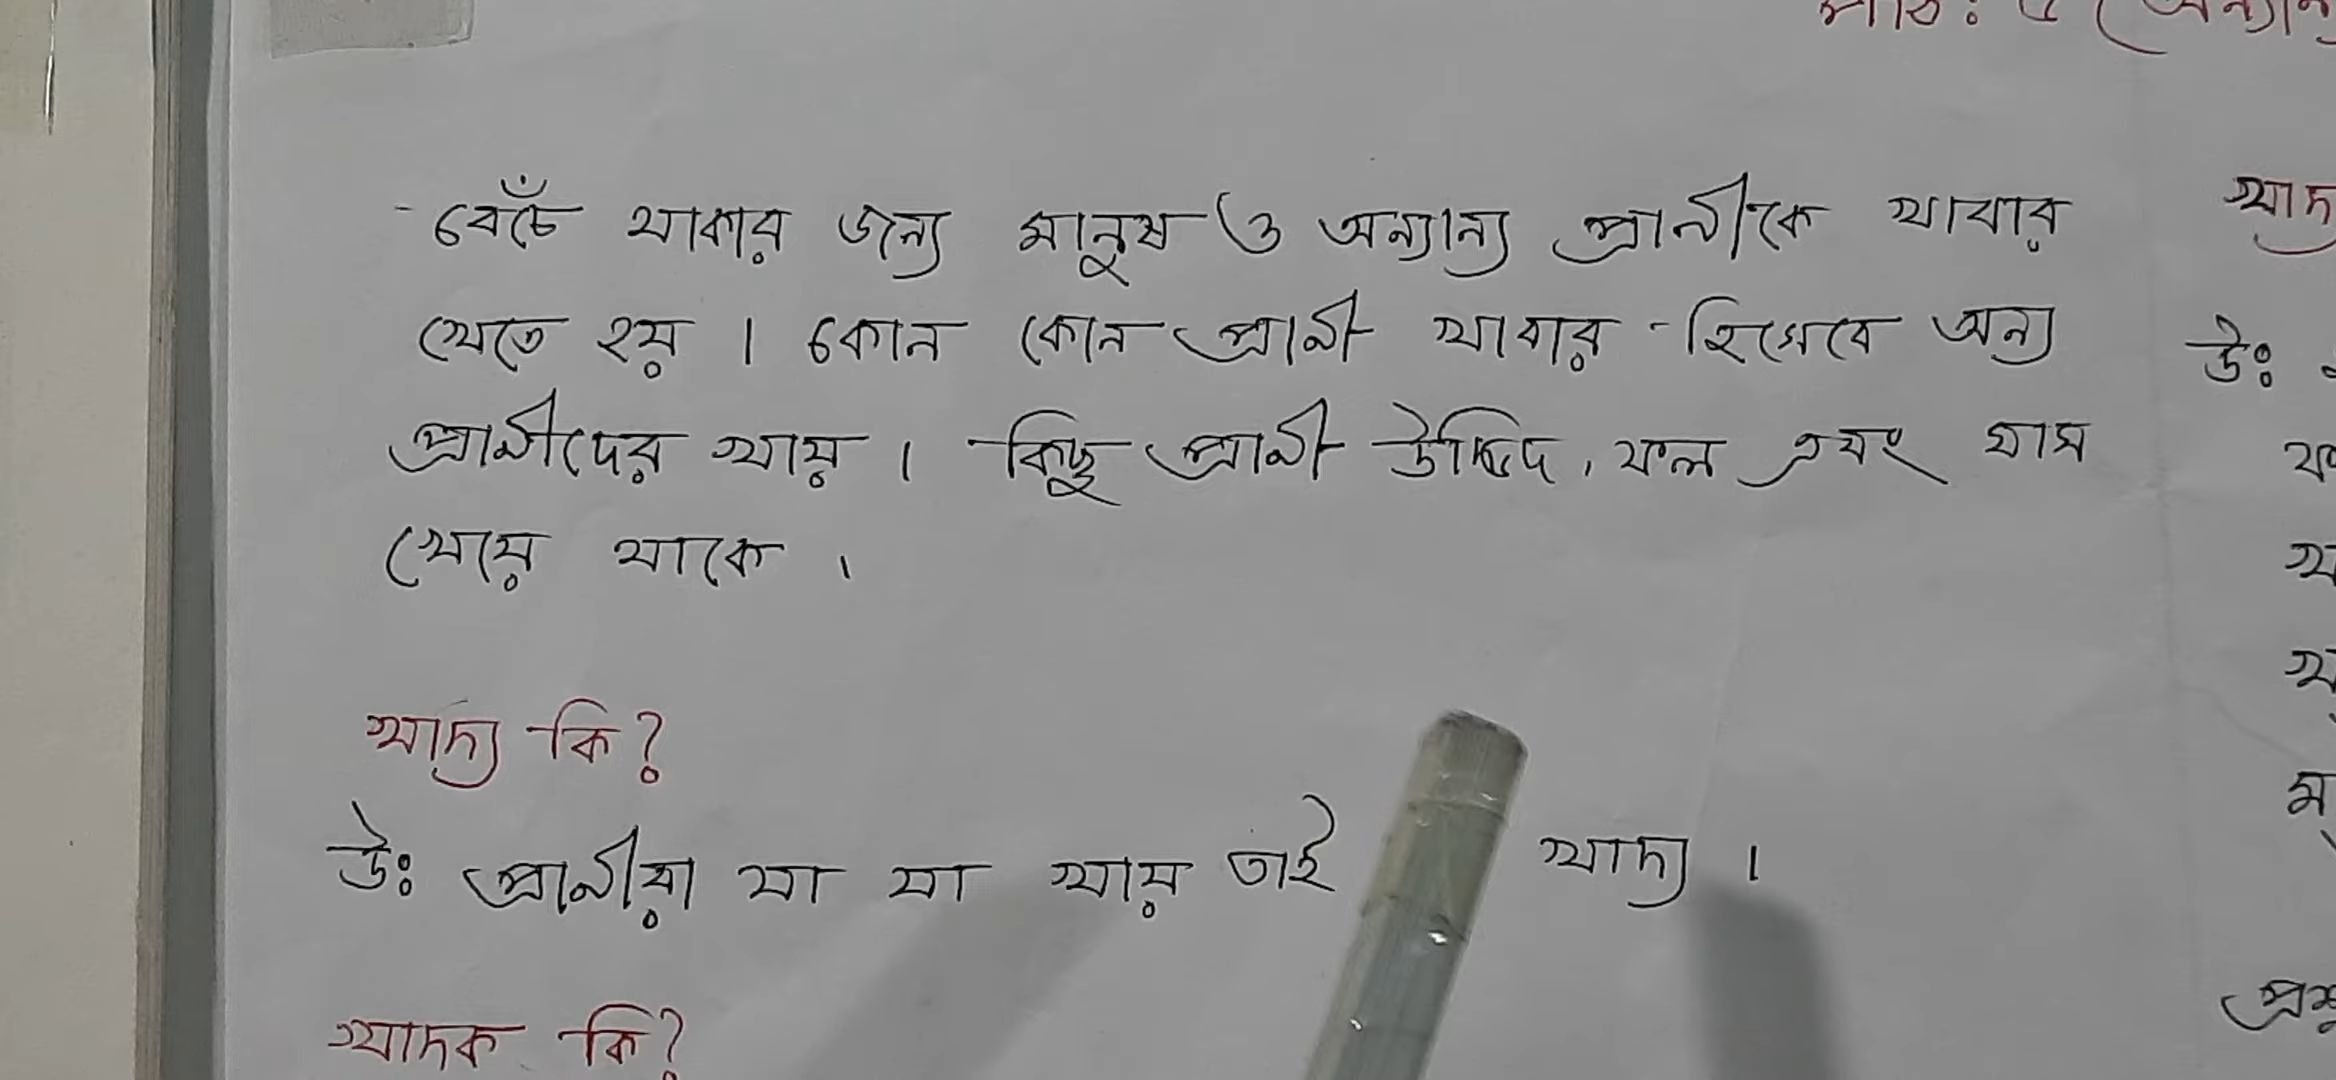 বেঁচে থাকার জন্য মানুষ ও অন্যান্য প্রানীকে খাবার
খেতে হয় । কোন কোন প্রানী খাবার হিসেবে অন্য
প্রানীদের খায় । কিছু প্রানী উদ্ভিদ, ফল এবং ঘাস
খেয়ে থাকে ।
খাদ্য কি?
উঃ প্রানীরা যা যা খায় তাই খাদ্য ।
খাদক কি?
উঃ